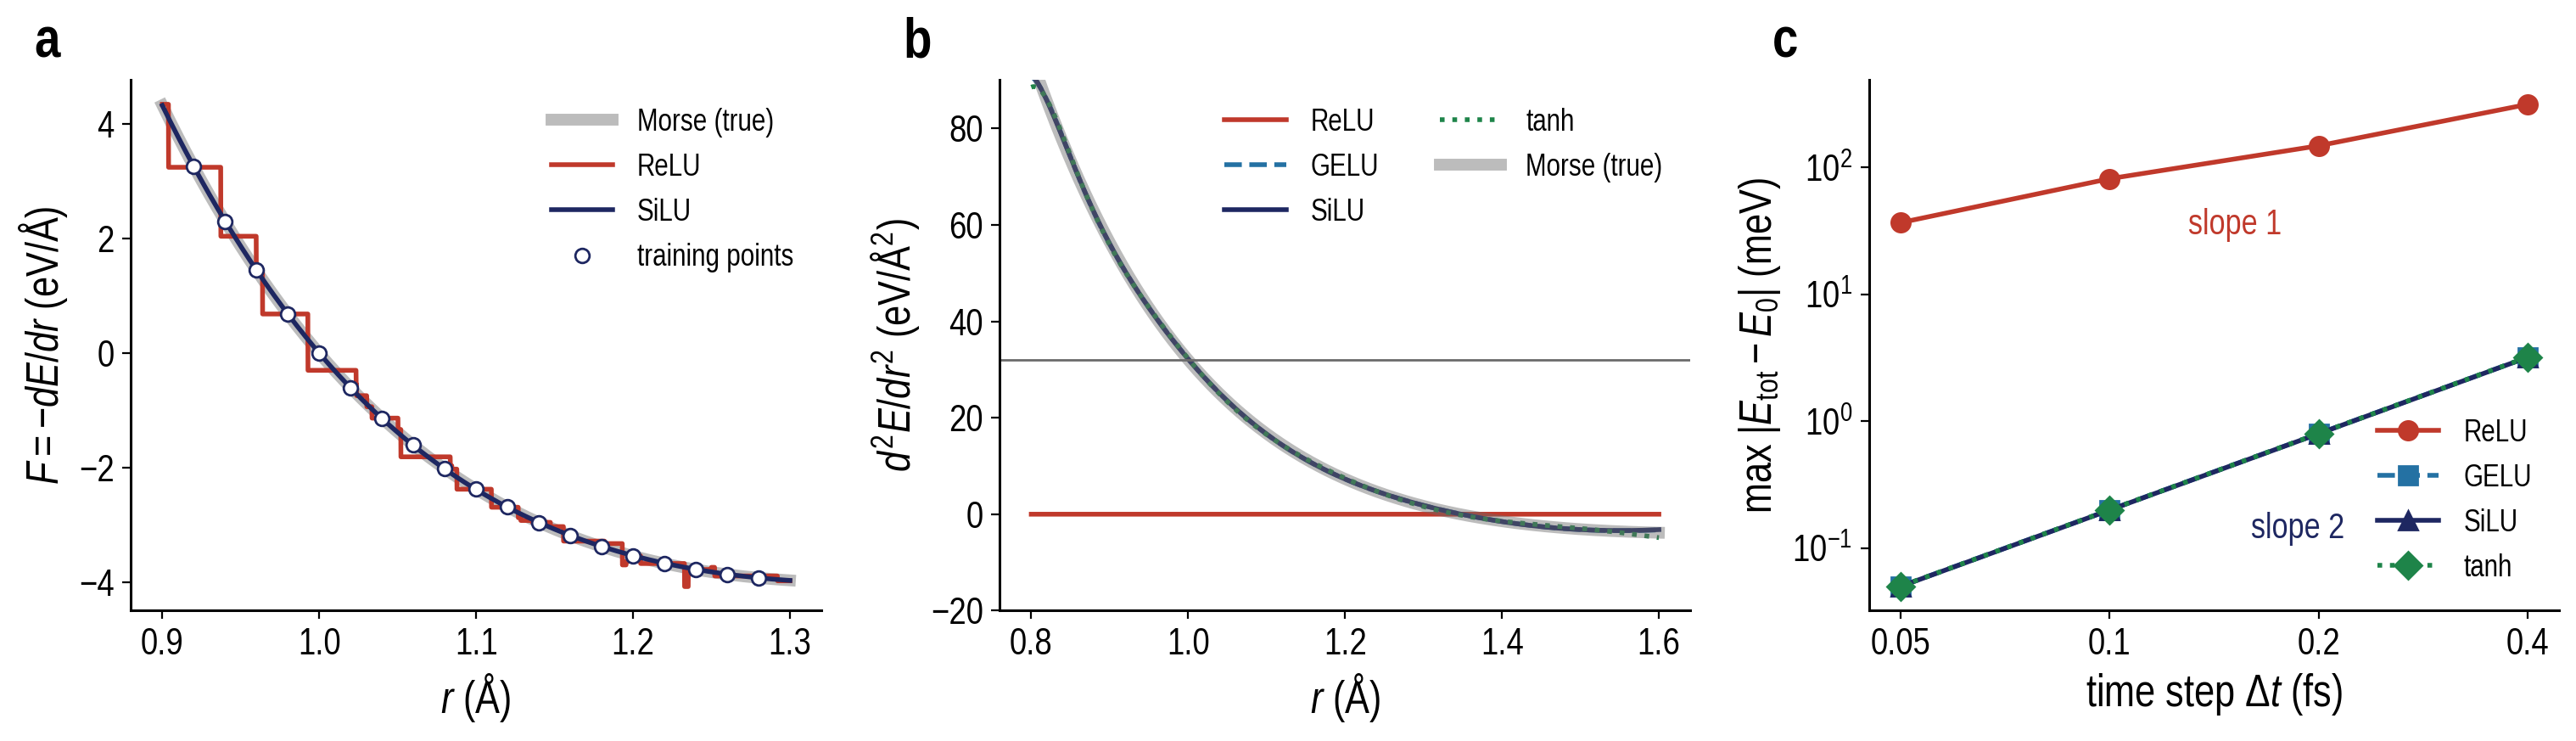 a
F = −dE/dr (eV/Å)
4
2
0
−2
−4
0.9
1.0
1.1
1.2
1.3
r (Å)
Morse (true)
ReLU
SiLU
training points
b
d²E/dr² (eV/Å²)
80
60
40
20
0
−20
0.8
1.0
1.2
1.4
1.6
r (Å)
ReLU
GELU
SiLU
tanh
Morse (true)
c
max |E_tot − E_0| (meV)
10²
10¹
10⁰
10⁻¹
0.05
0.1
0.2
0.4
time step Δt (fs)
slope 1
slope 2
ReLU
GELU
SiLU
tanh